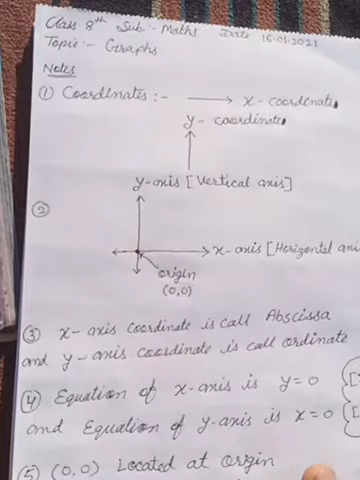 Class 8th Sub:- Maths Date 16-01-2021
Topic:- Graphs
Notes
① Coordinates:- → x-coordenate
y-coordinate
y-axis [Vertical axis]
②
x-axis [Horizontal axi
origin
(0,0)
③ x-axis coordinate is call Abscissa
and y-axis coordinate is call ordinate
④ Equation of x-axis is y=0
and Equation of y-axis is x=0
⑤ (0,0) Located at Origin